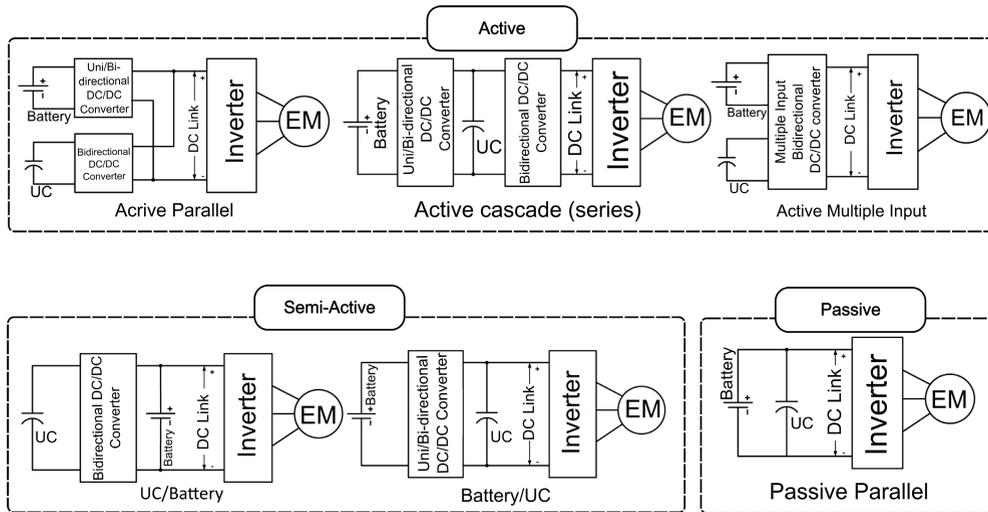 Active
Battery
Uni/Bi-
directional
DC/DC
Converter
UC
Bidirectional
DC/DC
Converter
+
DC Link
-
Inverter
EM
Acrive Parallel
Battery
Uni/Bi-directional
DC/DC
Converter
UC
Bidirectional DC/DC
Converter
+
DC Link
-
Inverter
EM
Active cascade (series)
Battery
UC
Multiple Input
Bidirectional
DC/DC converter
+
DC Link
-
Inverter
EM
Active Multiple Input
Semi-Active
UC
Bidirectional DC/DC
Converter
Battery
+
DC Link
-
Inverter
EM
UC/Battery
Battery
Uni/Bi-directional
DC/DC Converter
UC
+
DC Link
-
Inverter
EM
Battery/UC
Passive
Battery
UC
+
DC Link
-
Inverter
EM
Passive Parallel